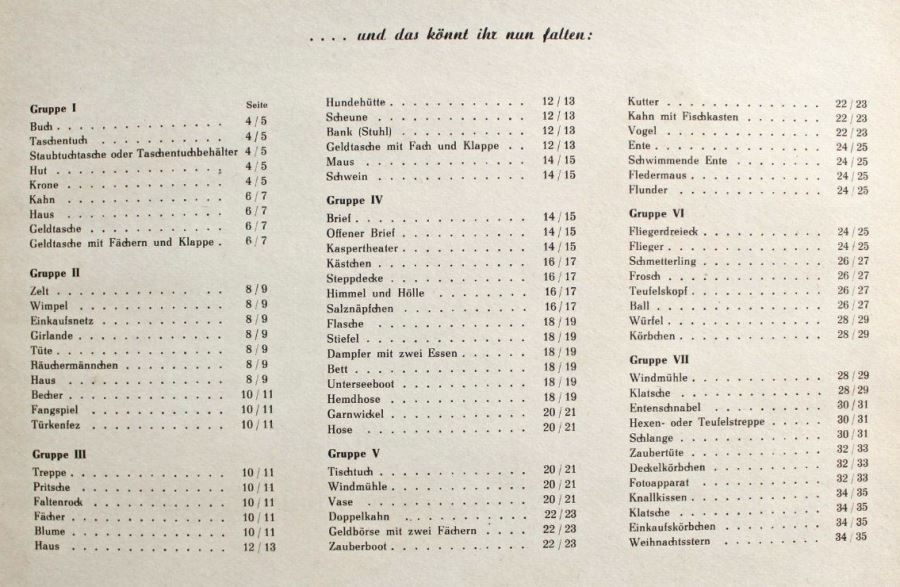 .... und das könnt ihr nun falten:
Gruppe I Seite
Buch . . . . . . . . . . . 4 / 5
Taschentuch . . . . . . . . . 4 / 5
Staubtuchtasche oder Taschentuchbehälter 4 / 5
Hut . . . . . . . . . . . 4 / 5
Krone . . . . . . . . . . . 4 / 5
Kahn . . . . . . . . . . . 6 / 7
Haus . . . . . . . . . . . 6 / 7
Geldtasche . . . . . . . . . . 6 / 7
Geldtasche mit Fächern und Klappe . 6 / 7
Gruppe II
Zelt . . . . . . . . . . . 8 / 9
Wimpel . . . . . . . . . . . 8 / 9
Einkaufsnetz . . . . . . . . . 8 / 9
Girlande . . . . . . . . . . 8 / 9
Tüte . . . . . . . . . . . 8 / 9
Räuchermännchen . . . . . . . 8 / 9
Haus . . . . . . . . . . . 8 / 9
Becher . . . . . . . . . . . 10 / 11
Fangspiel . . . . . . . . . . 10 / 11
Türkenfez . . . . . . . . . . 10 / 11
Gruppe III
Treppe . . . . . . . . . . . 10 / 11
Pritsche . . . . . . . . . . 10 / 11
Faltenrock . . . . . . . . . . 10 / 11
Fächer . . . . . . . . . . . 10 / 11
Blume . . . . . . . . . . . 10 / 11
Haus . . . . . . . . . . . 12 / 13
Hundehütte . . . . . . . . . . 12 / 13
Scheune . . . . . . . . . . . 12 / 13
Bank (Stuhl) . . . . . . . . . 12 / 13
Geldtasche mit Fach und Klappe . . 12 / 13
Maus . . . . . . . . . . . 14 / 15
Schwein . . . . . . . . . . . 14 / 15
Gruppe IV
Brief . . . . . . . . . . . 14 / 15
Offener Brief . . . . . . . . . 14 / 15
Kaspertheater . . . . . . . . . 14 / 15
Kästchen . . . . . . . . . . 16 / 17
Steppdecke . . . . . . . . . . 16 / 17
Himmel und Hölle . . . . . . . 16 / 17
Salznäpfchen . . . . . . . . . 16 / 17
Flasche . . . . . . . . . . . 18 / 19
Stiefel . . . . . . . . . . . 18 / 19
Dampfer mit zwei Essen . . . . . 18 / 19
Bett . . . . . . . . . . . 18 / 19
Unterseeboot . . . . . . . . . 18 / 19
Hemdhose . . . . . . . . . . 18 / 19
Garnwickel . . . . . . . . . . 20 / 21
Hose . . . . . . . . . . . 20 / 21
Gruppe V
Tischtuch . . . . . . . . . . 20 / 21
Windmühle . . . . . . . . . . 20 / 21
Vase . . . . . . . . . . . 20 / 21
Doppelkahn . . . . . . . . . 22 / 23
Geldbörse mit zwei Fächern . . . . 22 / 23
Zauberboot . . . . . . . . . . 22 / 23
Kutter . . . . . . . . . . . 22 / 23
Kahn mit Fischkasten . . . . . . 22 / 23
Vogel . . . . . . . . . . . 22 / 23
Ente . . . . . . . . . . . 24 / 25
Schwimmende Ente . . . . . . . 24 / 25
Fledermaus . . . . . . . . . . 24 / 25
Flunder . . . . . . . . . . . 24 / 25
Gruppe VI
Fliegerdreieck . . . . . . . . . 24 / 25
Flieger . . . . . . . . . . . 24 / 25
Schmetterling . . . . . . . . . 26 / 27
Frosch . . . . . . . . . . . 26 / 27
Teufelskopf . . . . . . . . . . 26 / 27
Ball . . . . . . . . . . . 26 / 27
Würfel . . . . . . . . . . . 28 / 29
Körbchen . . . . . . . . . . 28 / 29
Gruppe VII
Windmühle . . . . . . . . . . 28 / 29
Klatsche . . . . . . . . . . 28 / 29
Entenschnabel . . . . . . . . . 30 / 31
Hexen- oder Teufelstreppe . . . . 30 / 31
Schlange . . . . . . . . . . 30 / 31
Zaubertüte . . . . . . . . . . 32 / 33
Deckelkörbchen . . . . . . . . 32 / 33
Fotoapparat . . . . . . . . . 32 / 33
Knallkissen . . . . . . . . . . 34 / 35
Klatsche . . . . . . . . . . 34 / 35
Einkaufskörbchen . . . . . . . 34 / 35
Weihnachtsstern . . . . . . . . 34 / 35